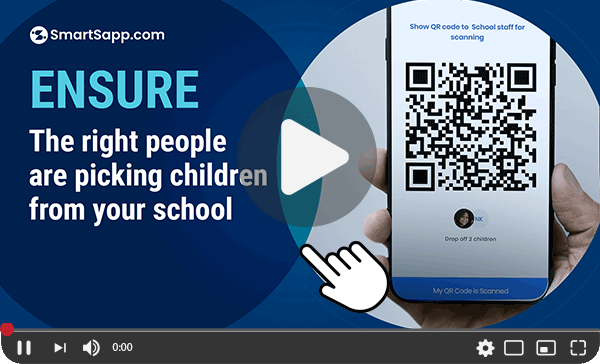 SmartSapp.com
ENSURE
The right people
are picking children
from your school
Show QR code to School staff for
scanning
NK
Drop off 2 children
My QR Code is Scanned
0:00